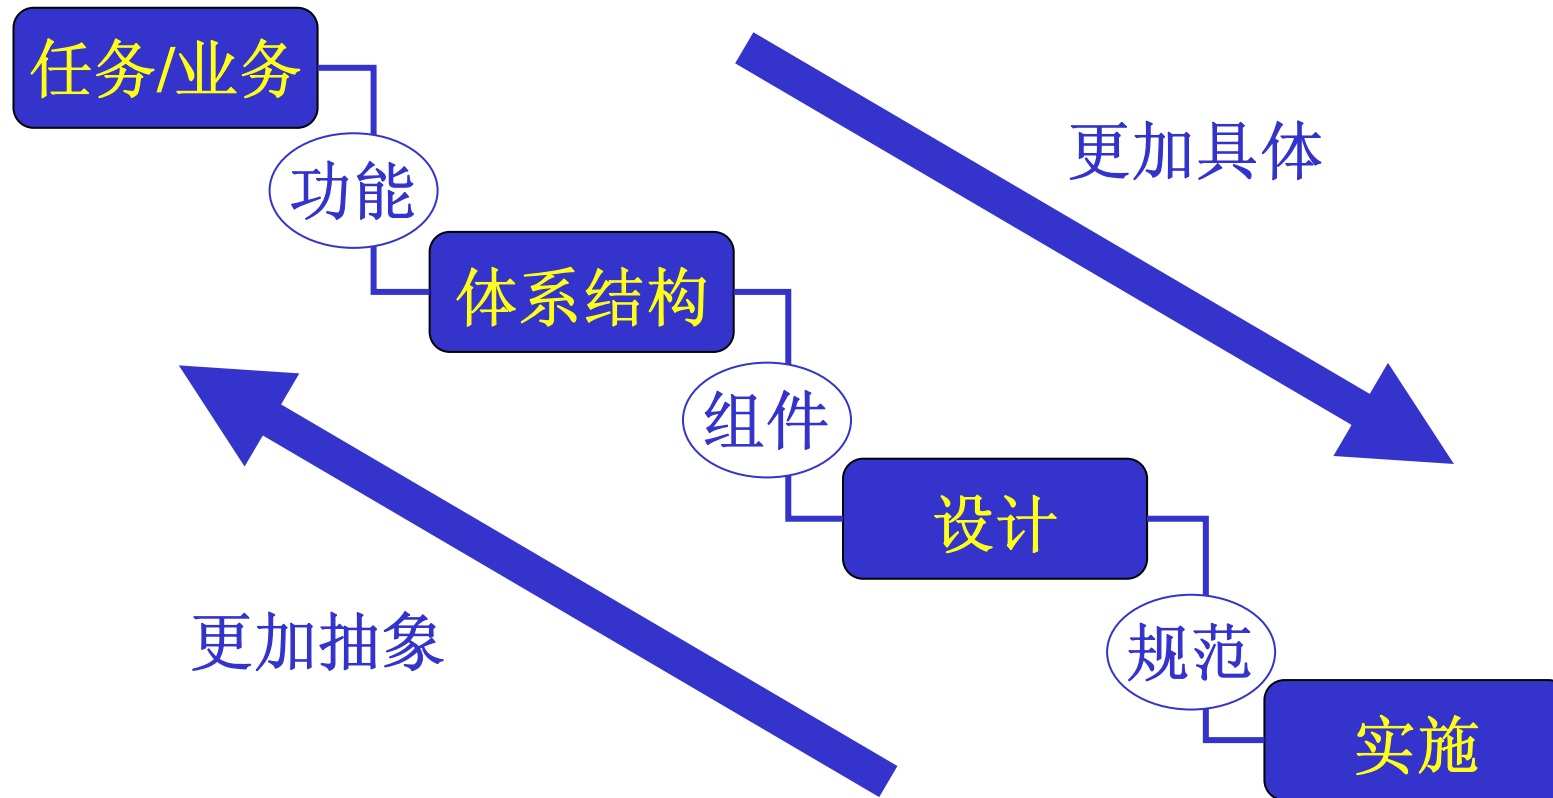 任务/业务
更加具体
功能
体系结构
组件
设计
更加抽象
规范
实施